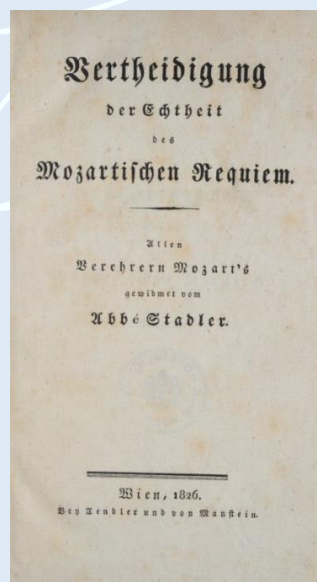 Vertheidigung
der Echtheit
des
Mozartischen Requiem.
Allen
Verehrern Mozart's
gewidmet vom
Abbé Stadler.
Wien, 1826.
Bey Tendler und von Manstein.